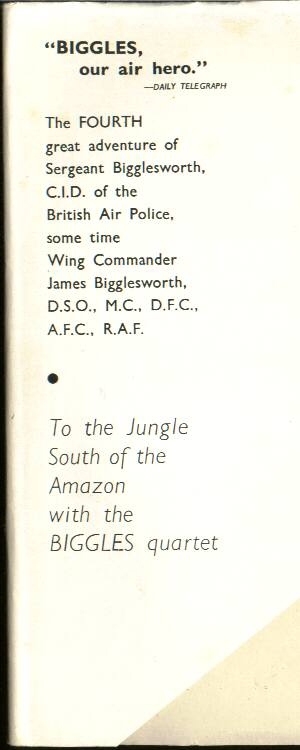 “BIGGLES,
our air hero.”
—DAILY TELEGRAPH
The FOURTH
great adventure of
Sergeant Bigglesworth,
C.I.D. of the
British Air Police,
some time
Wing Commander
James Bigglesworth,
D.S.O., M.C., D.F.C.,
A.F.C., R.A.F.
●
To the Jungle
South of the
Amazon
with the
BIGGLES quartet